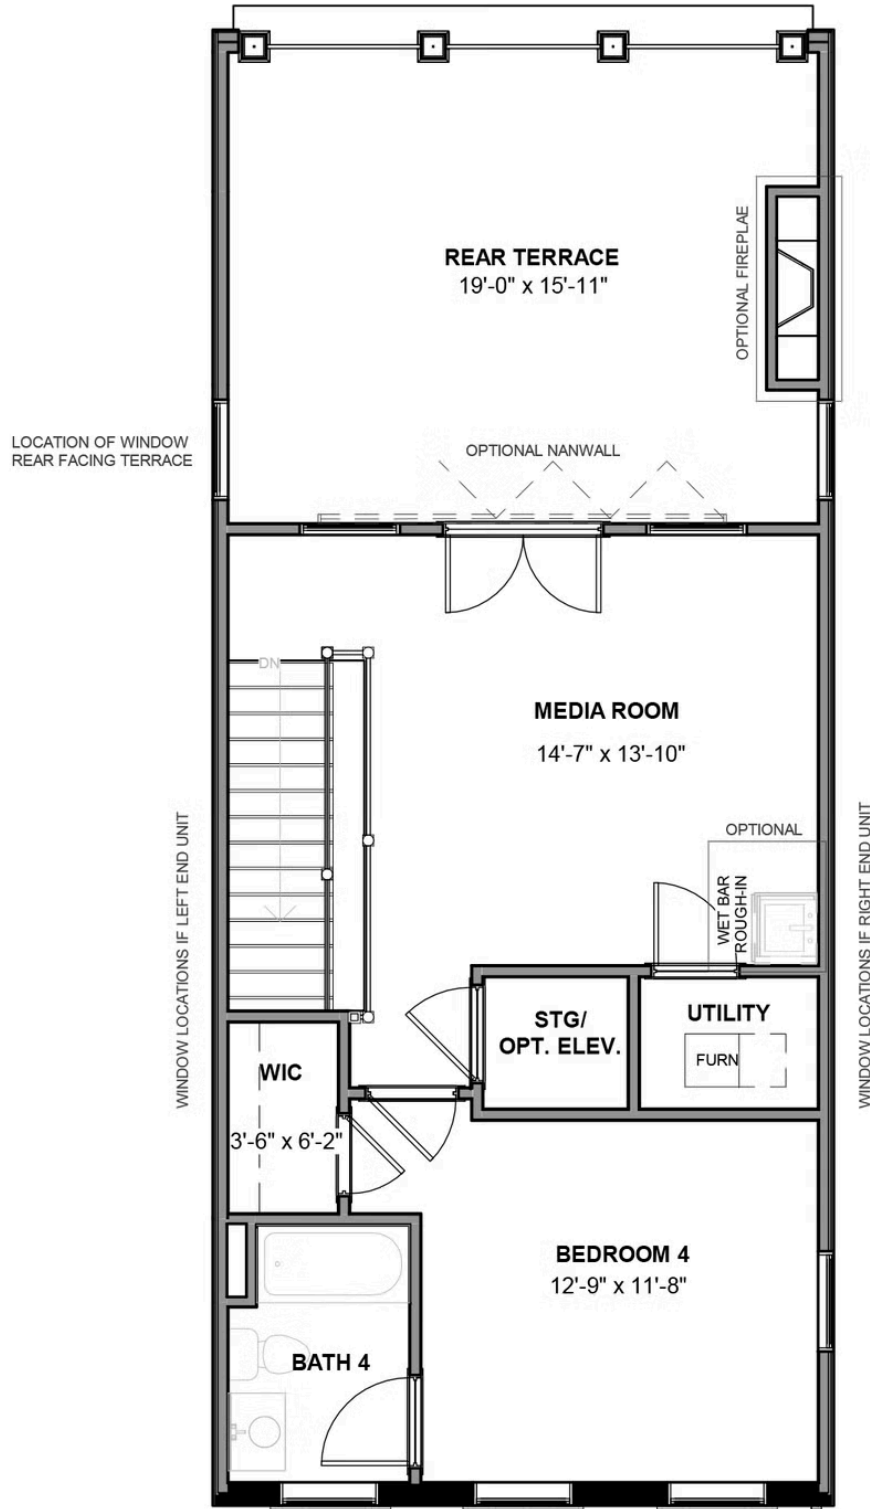 REAR TERRACE
19'-0" x 15'-11"
OPTIONAL FIREPLAE
LOCATION OF WINDOW
REAR FACING TERRACE
OPTIONAL NANWALL
DN
MEDIA ROOM
14'-7" x 13'-10"
OPTIONAL
WET BAR
ROUGH-IN
WINDOW LOCATIONS IF LEFT END UNIT
WINDOW LOCATIONS IF RIGHT END UNIT
STG/
OPT. ELEV.
UTILITY
FURN
WIC
3'-6" x 6'-2"
BEDROOM 4
12'-9" x 11'-8"
BATH 4